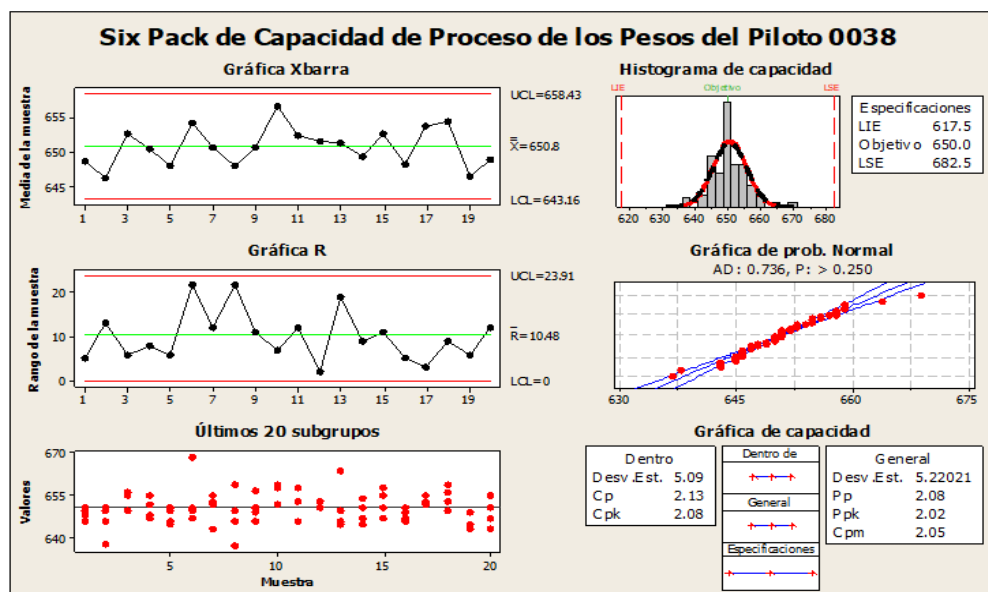 Six Pack de Capacidad de Proceso de los Pesos del Piloto 0038
Gráfica Xbarra
Media de la muestra
655
650
645
1 3 5 7 9 11 13 15 17 19
UCL=658.43
X=650.8
LCL=643.16
Histograma de capacidad
LIE Objetivo LSE
620 630 640 650 660 670 680
Especificaciones
LIE 617.5
Objetivo 650.0
LSE 682.5
Gráfica R
Rango de la muestra
20
10
0
1 3 5 7 9 11 13 15 17 19
UCL=23.91
R=10.48
LCL=0
Gráfica de prob. Normal
AD: 0.736, P: > 0.250
630 645 660 675
Últimos 20 subgrupos
Valores
670
655
640
5 10 15 20
Muestra
Gráfica de capacidad
Dentro
Desv.Est. 5.09
Cp 2.13
Cpk 2.08
Dentro de
General
Especificaciones
General
Desv.Est. 5.22021
Pp 2.08
Ppk 2.02
Cpm 2.05